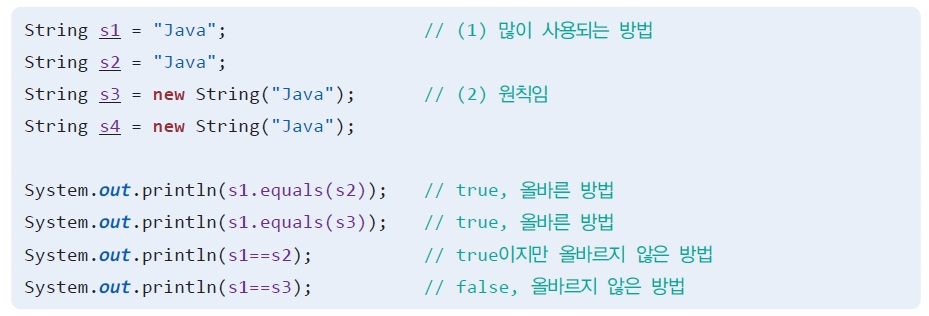 String s1 = "Java"; // (1) 많이 사용되는 방법
String s2 = "Java";
String s3 = new String("Java"); // (2) 원칙임
String s4 = new String("Java");
System.out.println(s1.equals(s2)); // true, 올바른 방법
System.out.println(s1.equals(s3)); // true, 올바른 방법
System.out.println(s1==s2); // true이지만 올바르지 않은 방법
System.out.println(s1==s3); // false, 올바르지 않은 방법